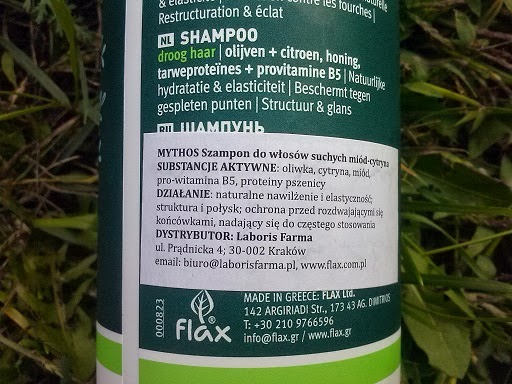 & elasticité | 
Restructuration & éclat
NL SHAMPOO
droog haar | olijven + citroen, honing,
tarweproteïnes + provitamine B5 | Natuurlijke
hydratatie & elasticiteit | Beschermt tegen
gespleten punten | Structuur & glans
RU ШАМПУНЬ
MYTHOS Szampon do włosów suchych miód-cytryna
SUBSTANCJE AKTYWNE: oliwka, cytryna, miód,
pro-witamina B5, proteiny pszenicy
DZIAŁANIE: naturalne nawilżenie i elastyczność;
struktura i połysk; ochrona przed rozdwajającymi się
końcówkami, nadający się do częstego stosowania
DYSTRYBUTOR: Laboris Farma
ul. Prądnicka 4; 30-002 Kraków
email: biuro@laborisfarma.pl, www.flax.com.pl
000823
flax®
MADE IN GREECE: FLAX Ltd.
142 ARGIRIADI Str., 173 43 AG. DIMITRIOS
T: +30 210 9766596
info@flax.gr / www.flax.gr